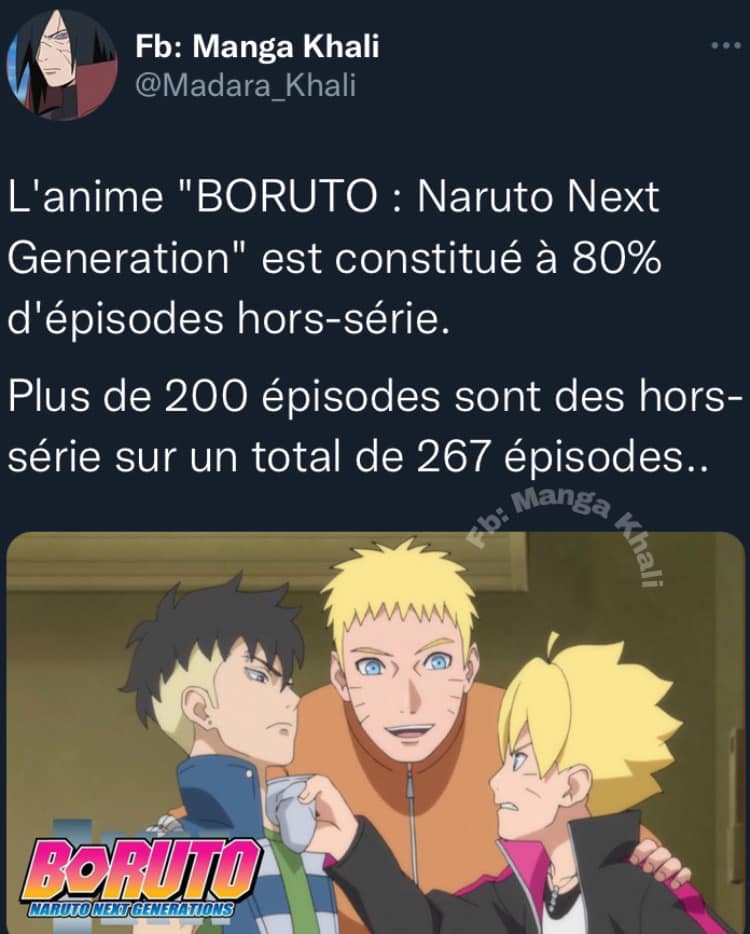 Fb: Manga Khali
@Madara_Khali
L'anime "BORUTO : Naruto Next
Generation" est constitué à 80%
d'épisodes hors-série.
Plus de 200 épisodes sont des hors-
série sur un total de 267 épisodes..
Fb: Manga Khali
BORUTO
NARUTO NEXT GENERATIONS